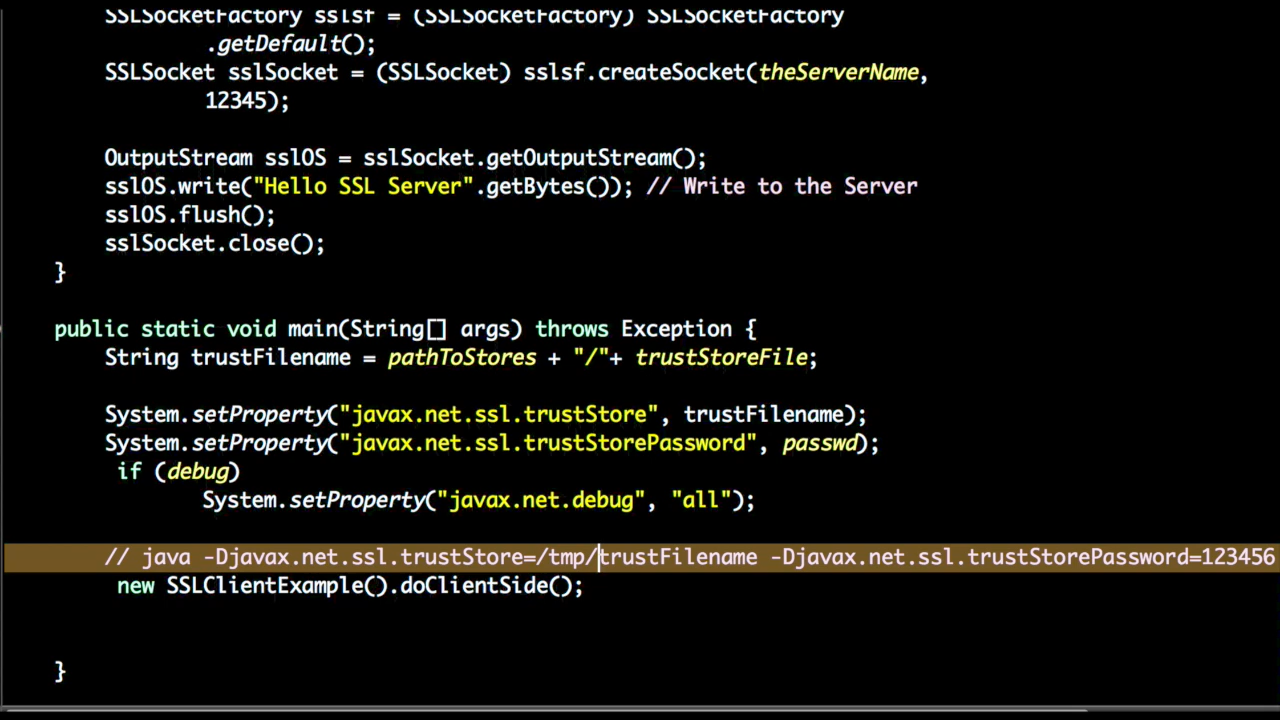 SSLSocketFactory sslsf = (SSLSocketFactory) SSLSocketFactory
.getDefault();
SSLSocket sslSocket = (SSLSocket) sslsf.createSocket(theServerName,
12345);
OutputStream sslOS = sslSocket.getOutputStream();
sslOS.write("Hello SSL Server".getBytes()); // Write to the Server
sslOS.flush();
sslSocket.close();
}
public static void main(String[] args) throws Exception {
String trustFilename = pathToStores + "/"+ trustStoreFile;
System.setProperty("javax.net.ssl.trustStore", trustFilename);
System.setProperty("javax.net.ssl.trustStorePassword", passwd);
if (debug)
System.setProperty("javax.net.debug", "all");
// java -Djavax.net.ssl.trustStore=/tmp/trustFilename -Djavax.net.ssl.trustStorePassword=123456
new SSLClientExample().doClientSide();
}